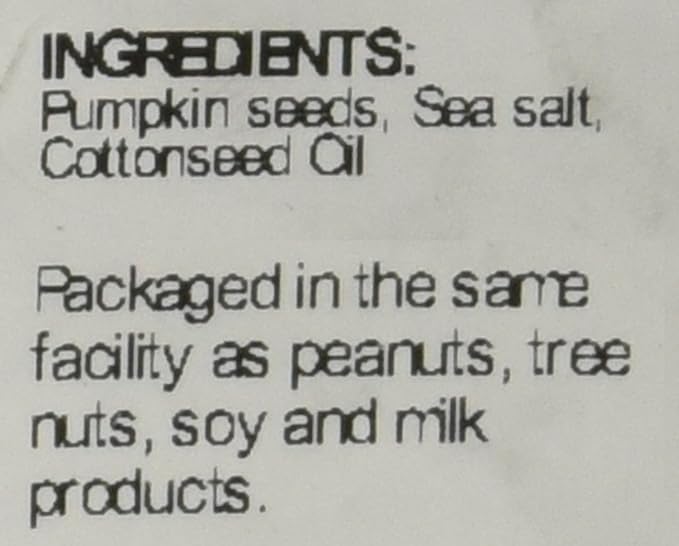 INGREDIENTS:
Pumpkin seeds, Sea salt,
Cottonseed Oil
Packaged in the same
facility as peanuts, tree
nuts, soy and milk
products.